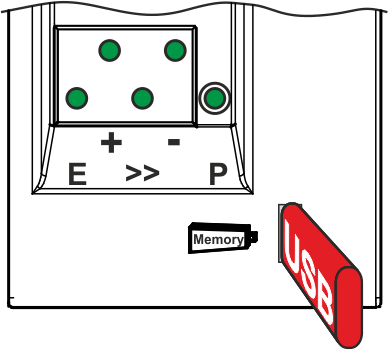 + -
E >> P
Memory
USB